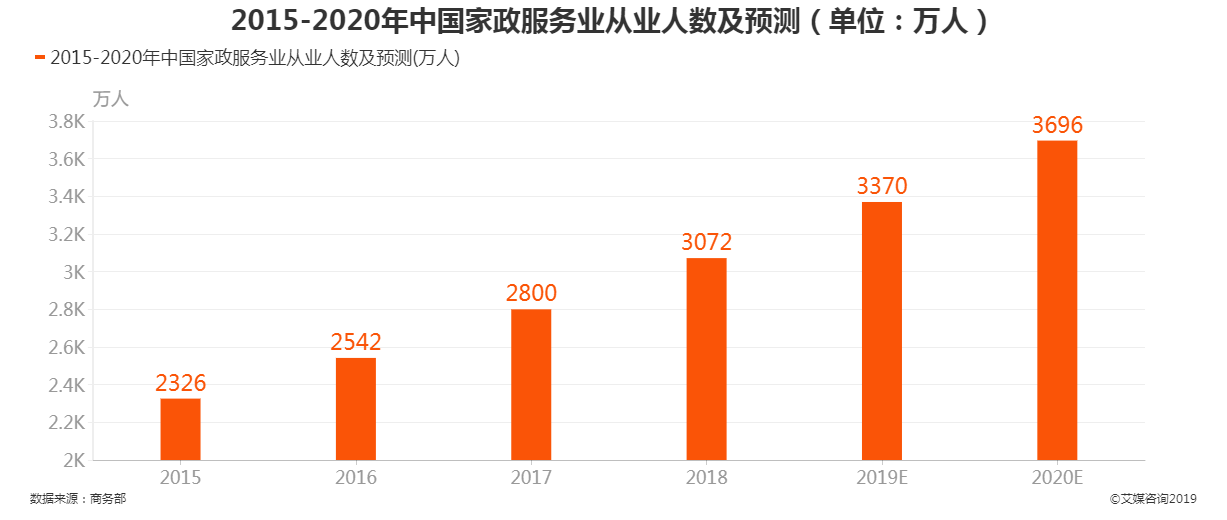 2015-2020年中国家政服务业从业人数及预测（单位：万人）
2015-2020年中国家政服务业从业人数及预测(万人)
万人
3.8K
3.6K
3.4K
3.2K
3K
2.8K
2.6K
2.4K
2.2K
2K
2326
2542
2800
3072
3370
3696
2015
2016
2017
2018
2019E
2020E
数据来源：商务部
©艾媒咨询2019